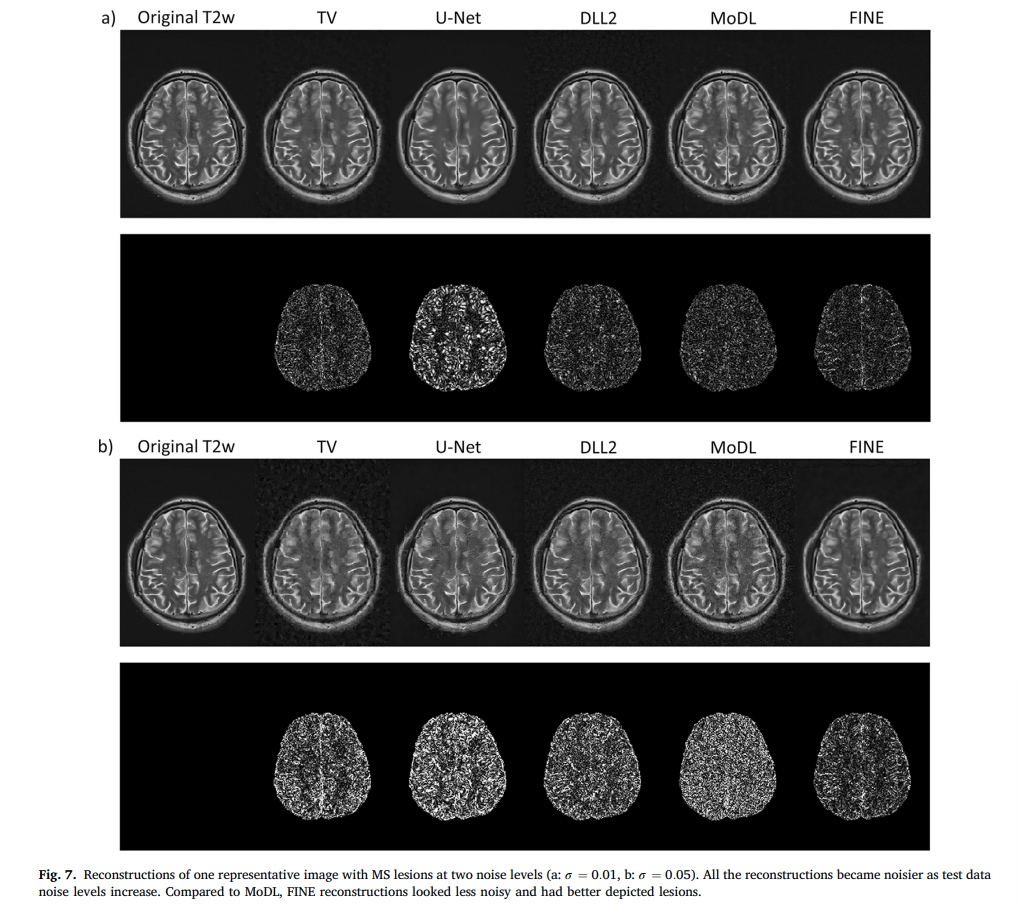 a) Original T2w TV U-Net DLL2 MoDL FINE
b) Original T2w TV U-Net DLL2 MoDL FINE
Fig. 7. Reconstructions of one representative image with MS lesions at two noise levels (a: σ = 0.01, b: σ = 0.05). All the reconstructions became noisier as test data
noise levels increase. Compared to MoDL, FINE reconstructions looked less noisy and had better depicted lesions.